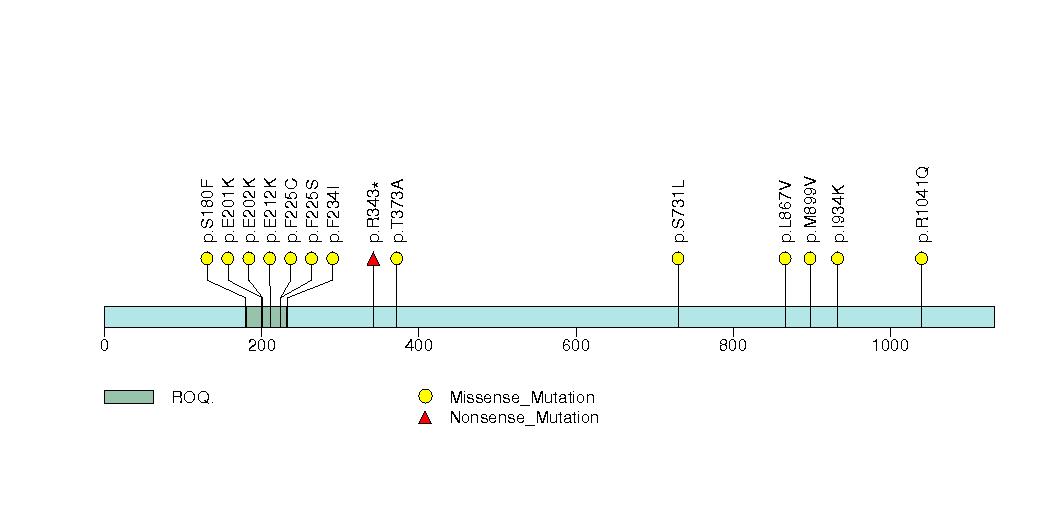 p.S180F p.E201K p.E202K p.E212K p.F225C p.F225S p.F234I p.R343* p.T373A p.S731L p.L867V p.M899V p.I934K p.R1041Q
0 200 400 600 800 1000
ROQ. Missense_Mutation
Nonsense_Mutation